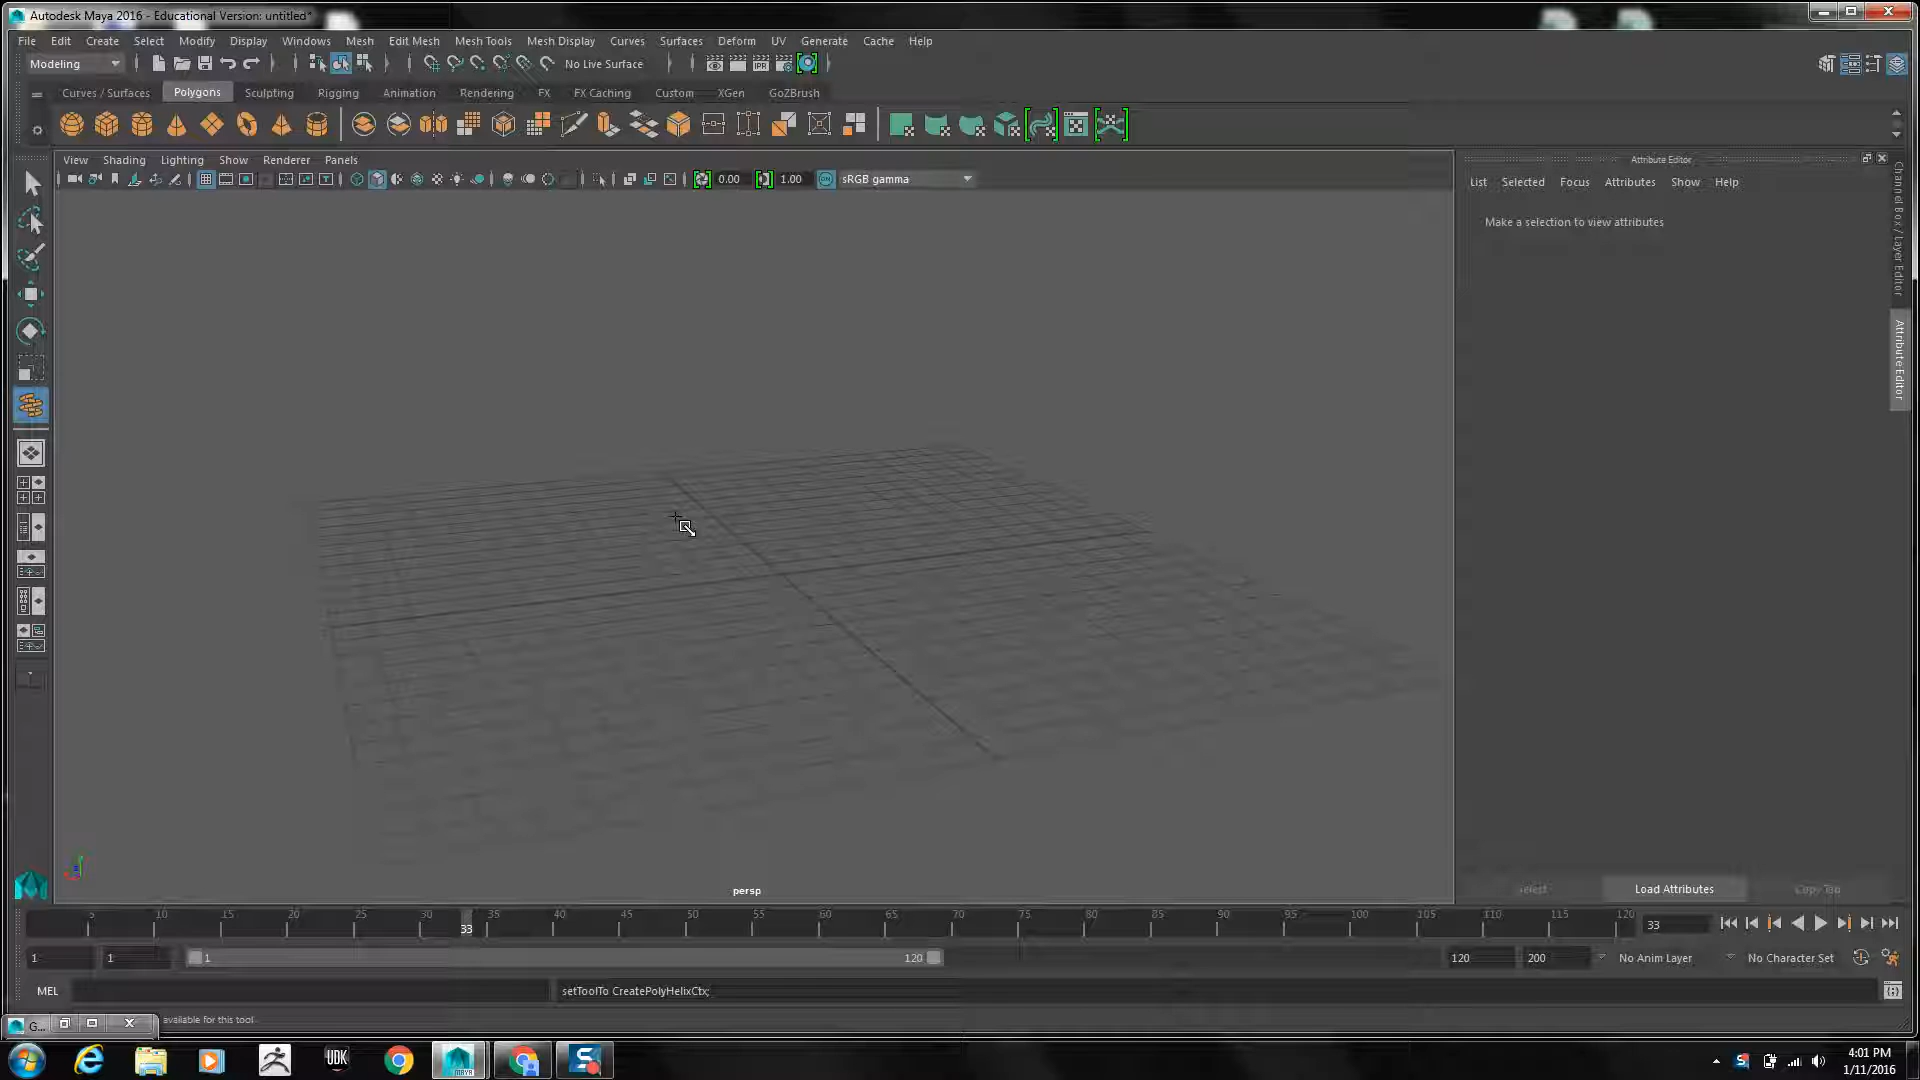 Autodesk Maya 2016 - Educational Version: untitled*
File Edit Create Select Modify Display Windows Mesh Edit Mesh Mesh Tools Mesh Display Curves Surfaces Deform UV Generate Cache Help
Modeling No Live Surface IPR
Curves / Surfaces Polygons Sculpting Rigging Animation Rendering FX FX Caching Custom XGen GoZBrush
View Shading Lighting Show Renderer Panels
0.00 1.00 sRGB gamma
Attribute Editor
List Selected Focus Attributes Show Help
Make a selection to view attributes
Channel Box / Layer Editor
Attribute Editor
persp
Select Load Attributes Copy Tab
5 10 15 20 25 30 35 40 45 50 55 60 65 70 75 80 85 90 95 100 105 110 115 120
33 33
1 1 1 120 120 200 No Anim Layer No Character Set
MEL setToolTo CreatePolyHelixCtx;
G... available for this tool
UDK MAYA S
4:01 PM
1/11/2016